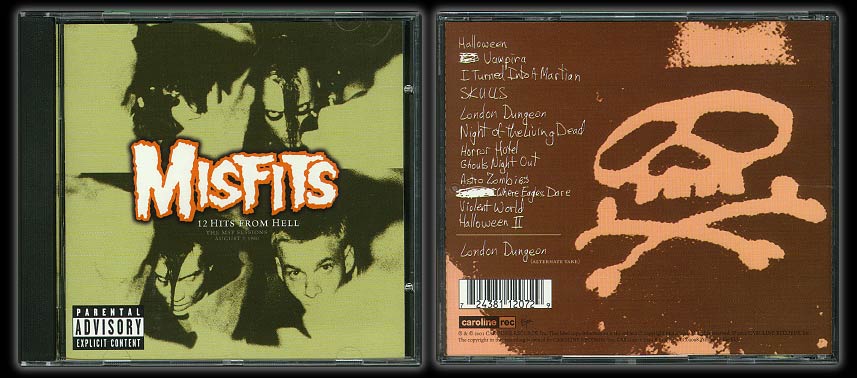 MISFITS
12 HITS FROM HELL
THE MSP SESSIONS
AUGUST 7 1980
PARENTAL
ADVISORY
EXPLICIT CONTENT
Halloween
Vampira
I Turned Into A Martian
SKULLS
London Dungeon
Night of the Living Dead
Horror Hotel
Ghouls Night Out
Astro Zombies
Where Eagles Dare
Violent World
Halloween II
London Dungeon
(ALTERNATE TAKE)
7 24381 12072 9
caroline rec Virgin